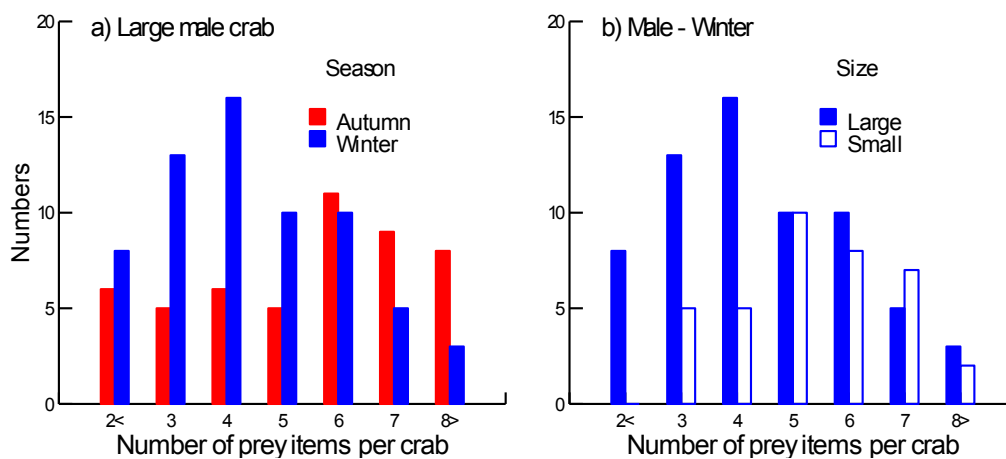 a) Large male crab
Season
Autumn
Winter
20
15
10
5
0
Numbers
2<
3
4
5
6
7
8>
Number of prey items per crab
b) Male - Winter
Size
Large
Small
20
15
10
5
0
2<
3
4
5
6
7
8>
Number of prey items per crab